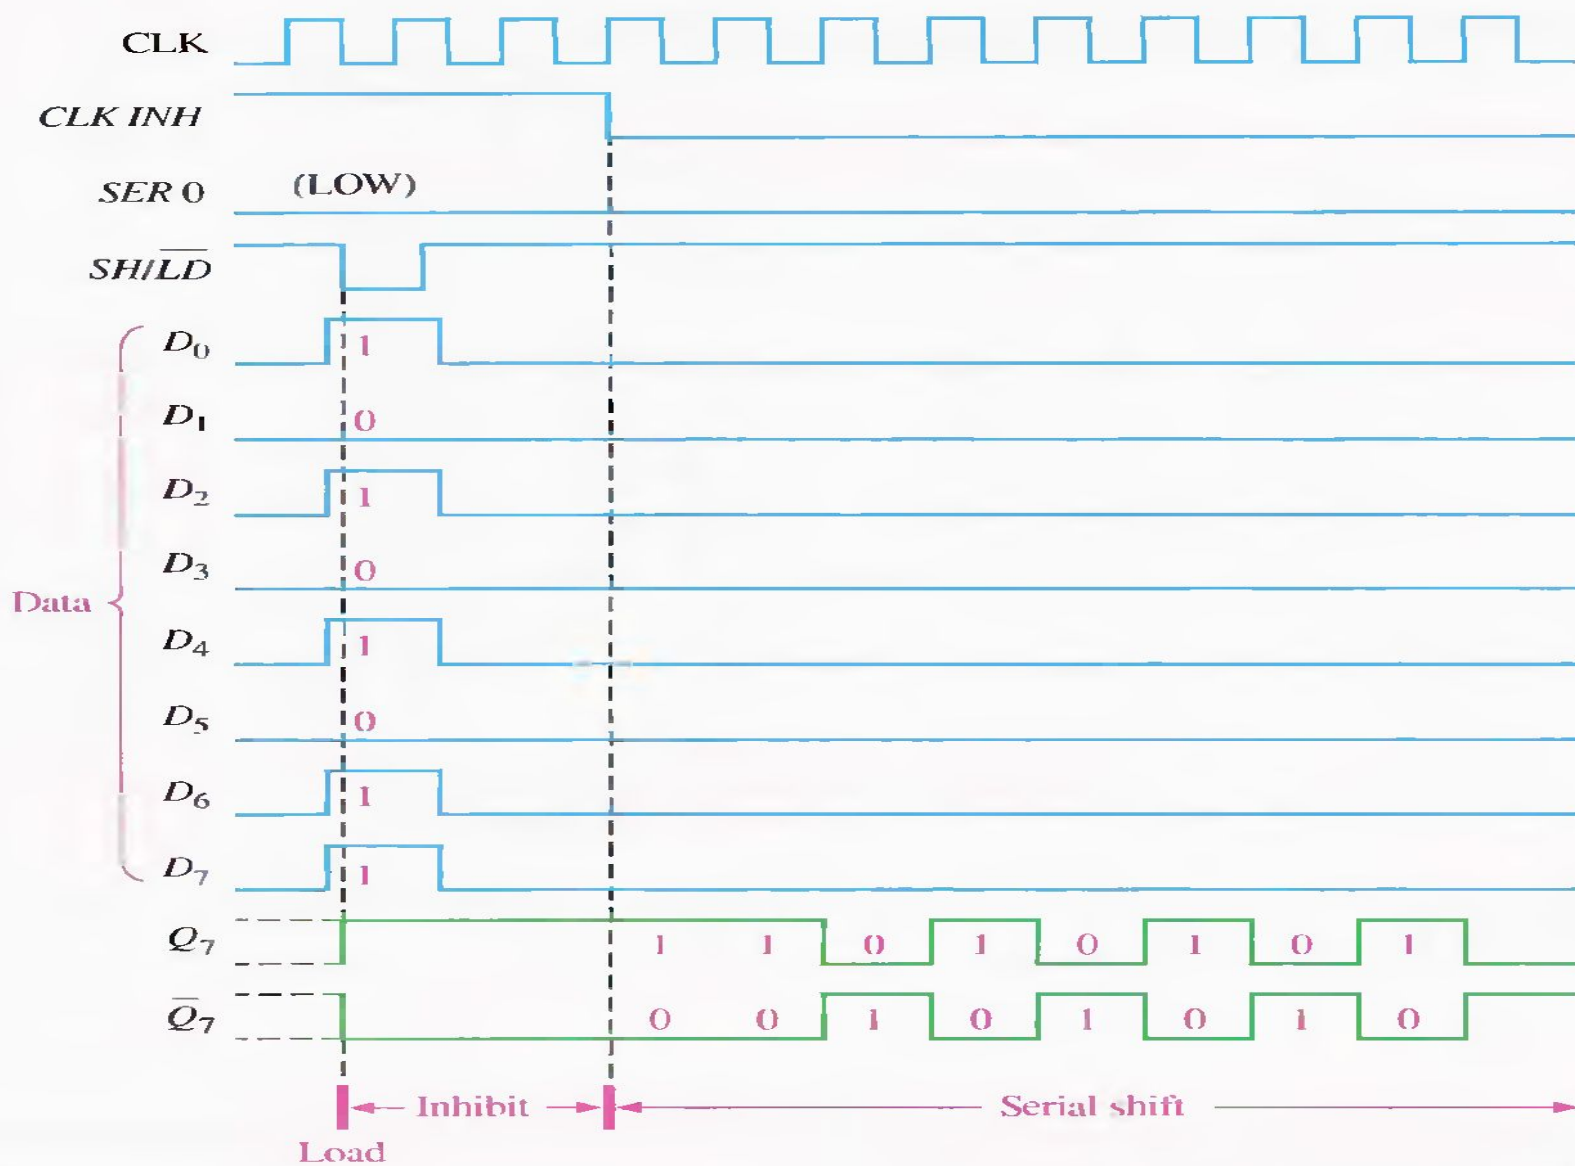 CLK
CLK INH
SER 0 (LOW)
SH/L̅D̅
D₀ 1
D₁ 0
D₂ 1
D₃ 0
Data
D₄ 1
D₅ 0
D₆ 1
D₇ 1
Q₇ 1 1 0 1 0 1 0 1
Q̅₇ 0 0 1 0 1 0 1 0
Inhibit Serial shift
Load